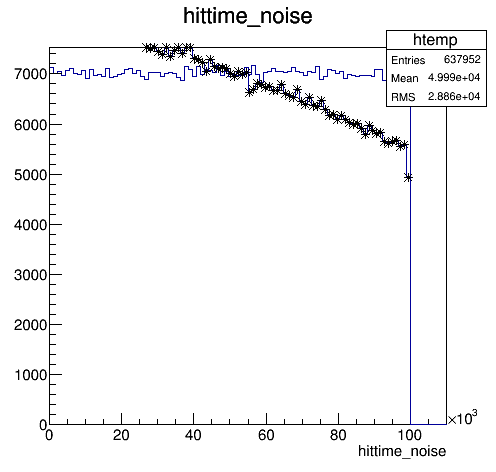 hittime_noise
htemp
Entries 637952
Mean 4.999e+04
RMS 2.886e+04
7000
6000
5000
4000
3000
2000
1000
0
0 20 40 60 80 100
×10³
hittime_noise